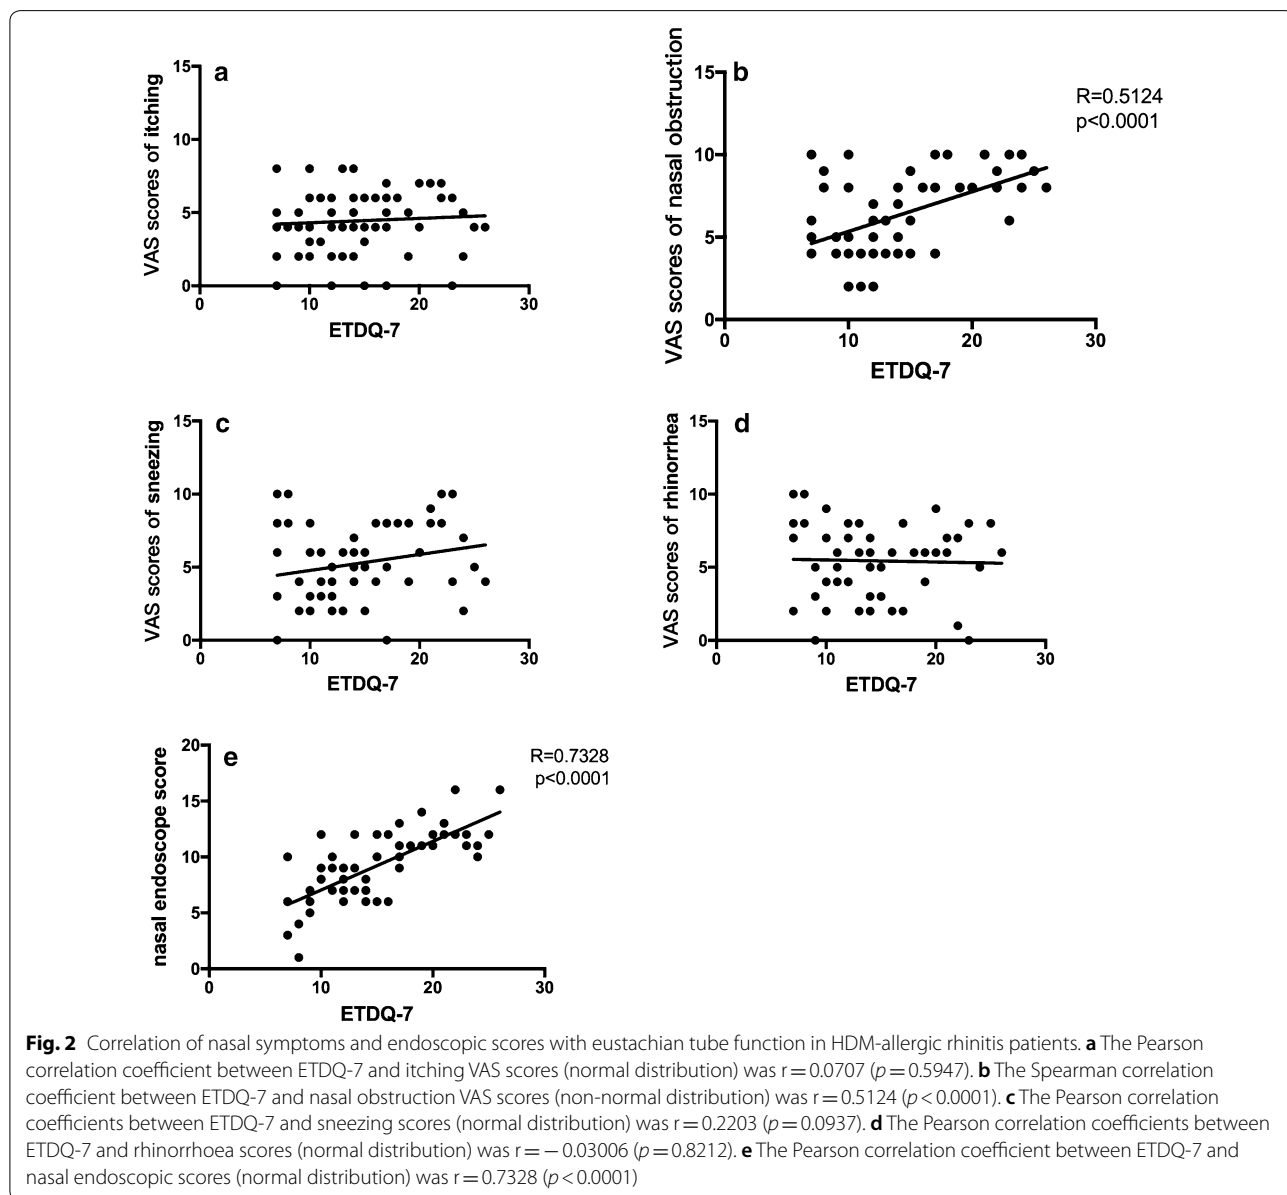 a
15
10
5
0
0
10
20
30
VAS scores of itching
ETDQ-7
b
R=0.5124
p<0.0001
15
10
5
0
0
10
20
30
VAS scores of nasal obstruction
ETDQ-7
c
15
10
5
0
0
10
20
30
VAS scores of sneezing
ETDQ-7
d
15
10
5
0
0
10
20
30
VAS scores of rhinorrhea
ETDQ-7
e
R=0.7328
p<0.0001
20
15
10
5
0
0
10
20
30
nasal endoscope score
ETDQ-7
Fig. 2 Correlation of nasal symptoms and endoscopic scores with eustachian tube function in HDM-allergic rhinitis patients. a The Pearson
correlation coefficient between ETDQ-7 and itching VAS scores (normal distribution) was r = 0.0707 (p = 0.5947). b The Spearman correlation
coefficient between ETDQ-7 and nasal obstruction VAS scores (non-normal distribution) was r = 0.5124 (p < 0.0001). c The Pearson correlation
coefficients between ETDQ-7 and sneezing scores (normal distribution) was r = 0.2203 (p = 0.0937). d The Pearson correlation coefficients between
ETDQ-7 and rhinorrhoea scores (normal distribution) was r = − 0.03006 (p = 0.8212). e The Pearson correlation coefficient between ETDQ-7 and
nasal endoscopic scores (normal distribution) was r = 0.7328 (p < 0.0001)